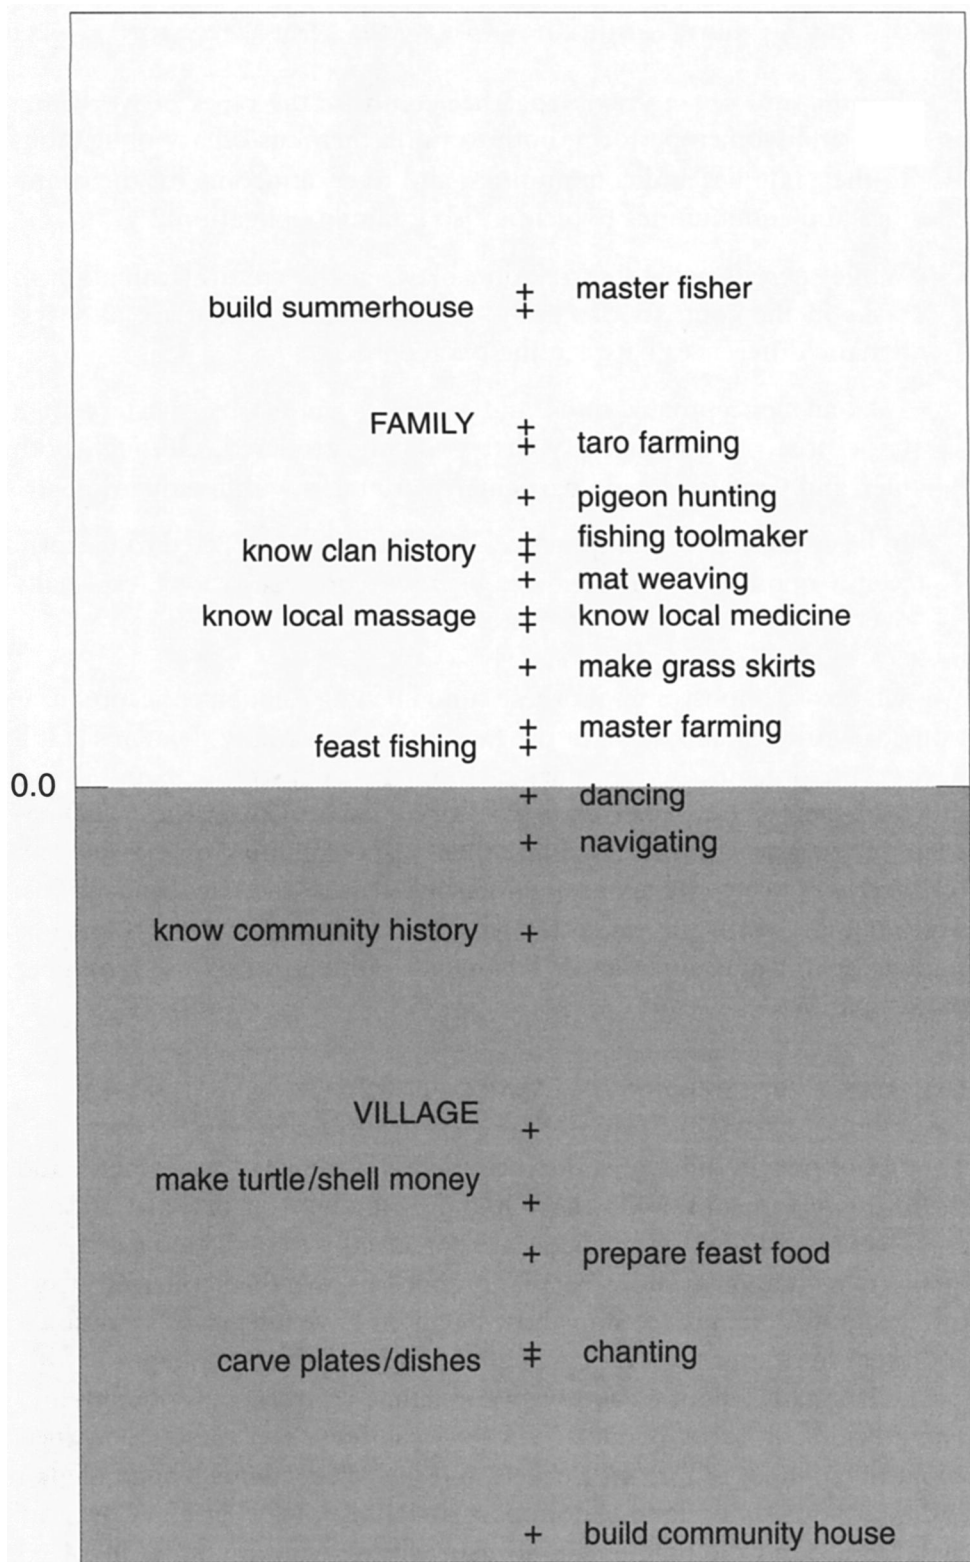 master fisher
build summerhouse
FAMILY
taro farming
pigeon hunting
fishing toolmaker
know clan history
mat weaving
know local massage
know local medicine
make grass skirts
master farming
feast fishing
0.0
dancing
navigating
know community history
VILLAGE
make turtle/shell money
prepare feast food
chanting
carve plates/dishes
build community house